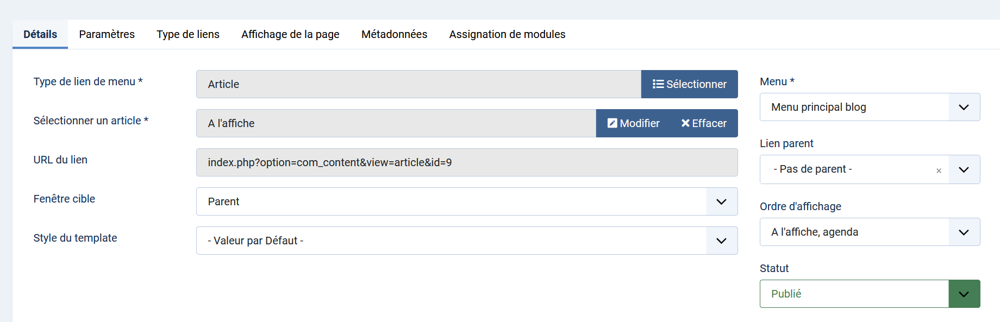 Détails Paramètres Type de liens Affichage de la page Métadonnées Assignation de modules
Type de lien de menu *
Article
Sélectionner
Sélectionner un article *
A l'affiche
Modifier
Effacer
URL du lien
index.php?option=com_content&view=article&id=9
Fenêtre cible
Parent
Style du template
- Valeur par Défaut -
Menu *
Menu principal blog
Lien parent
- Pas de parent -
Ordre d'affichage
A l'affiche, agenda
Statut
Publié